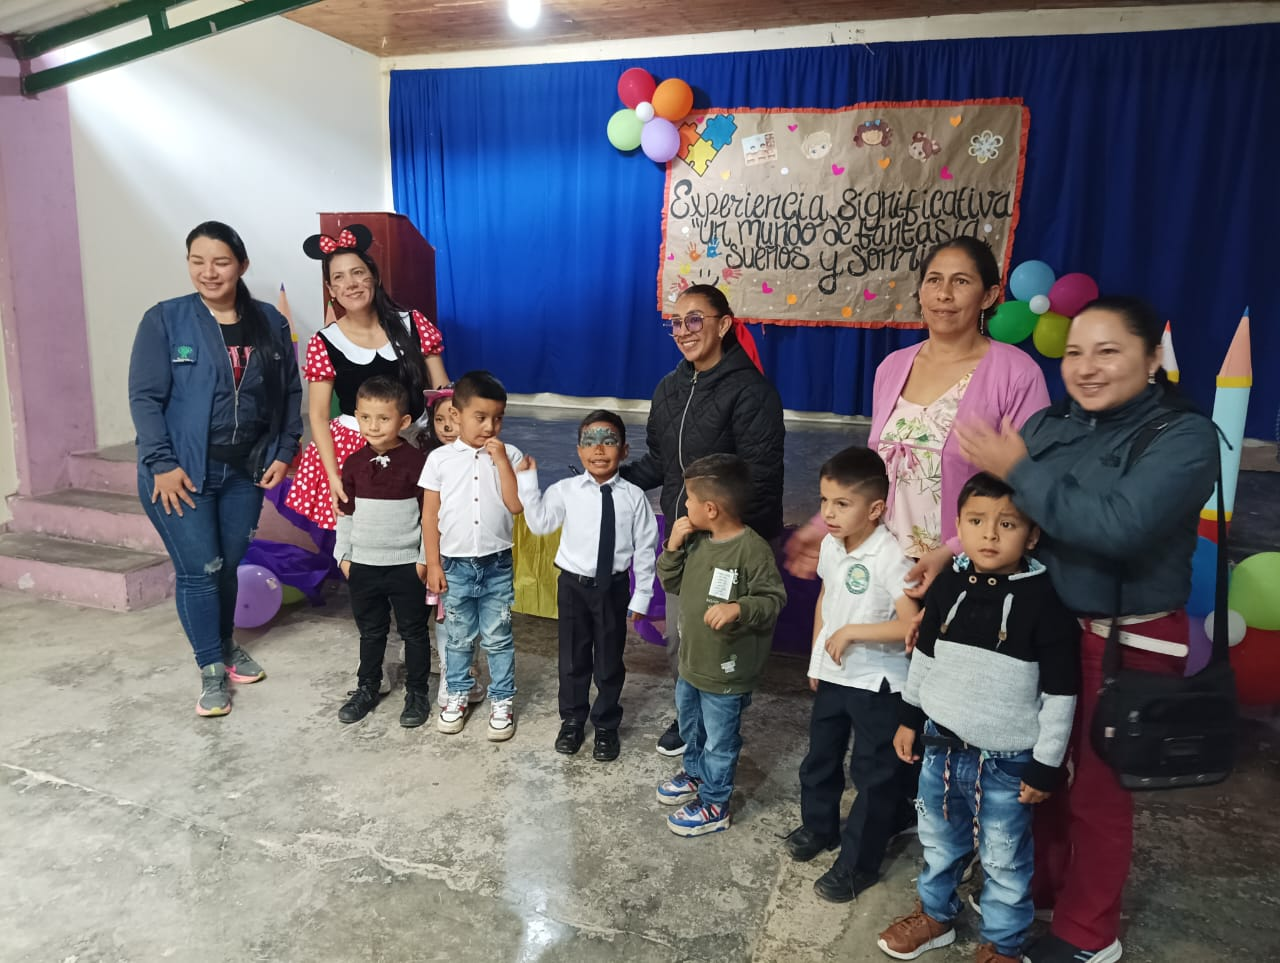 Experiencia significativa
"un mundo de fantasía,
sueños y